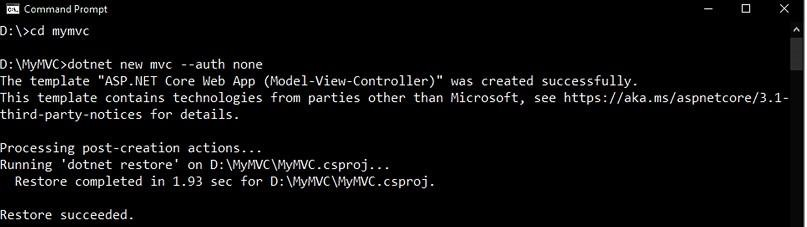 Command Prompt
D:\>cd mymvc
D:\MyMVC>dotnet new mvc --auth none
The template "ASP.NET Core Web App (Model-View-Controller)" was created successfully.
This template contains technologies from parties other than Microsoft, see https://aka.ms/aspnetcore/3.1-
third-party-notices for details.
Processing post-creation actions...
Running 'dotnet restore' on D:\MyMVC\MyMVC.csproj...
  Restore completed in 1.93 sec for D:\MyMVC\MyMVC.csproj.
Restore succeeded.